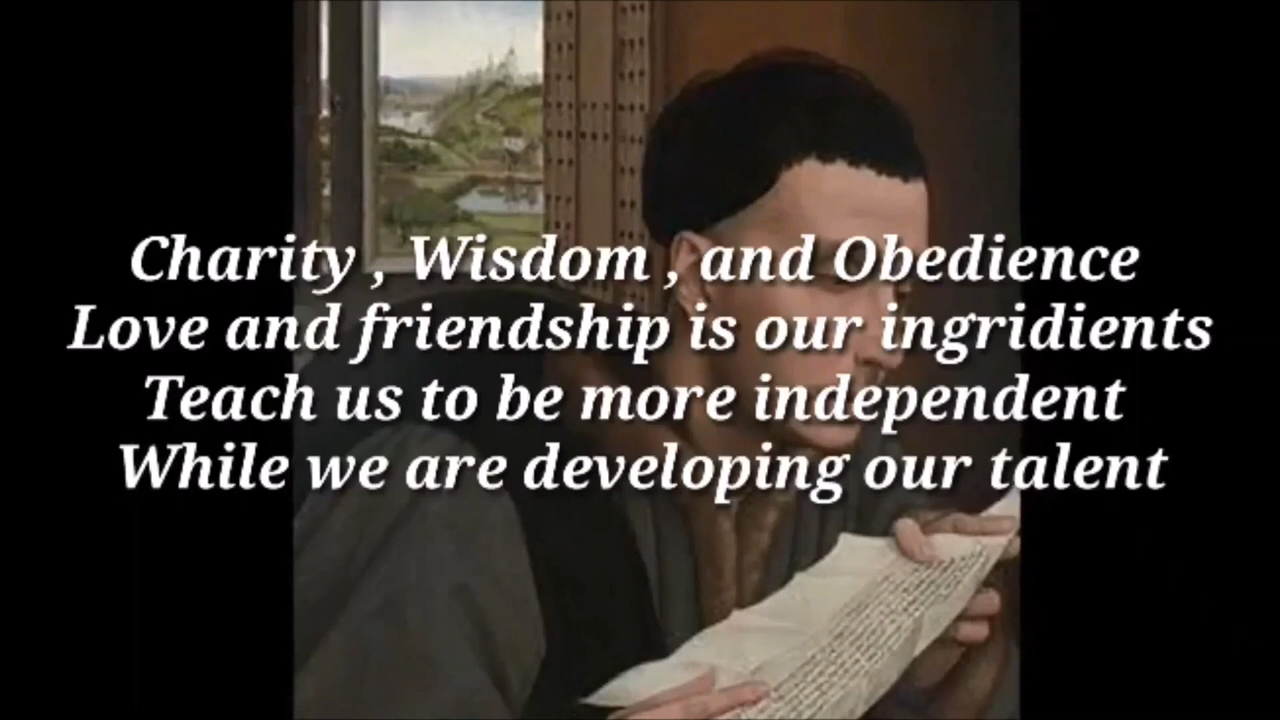 Charity , Wisdom , and Obedience
Love and friendship is our ingridients
Teach us to be more independent
While we are developing our talent